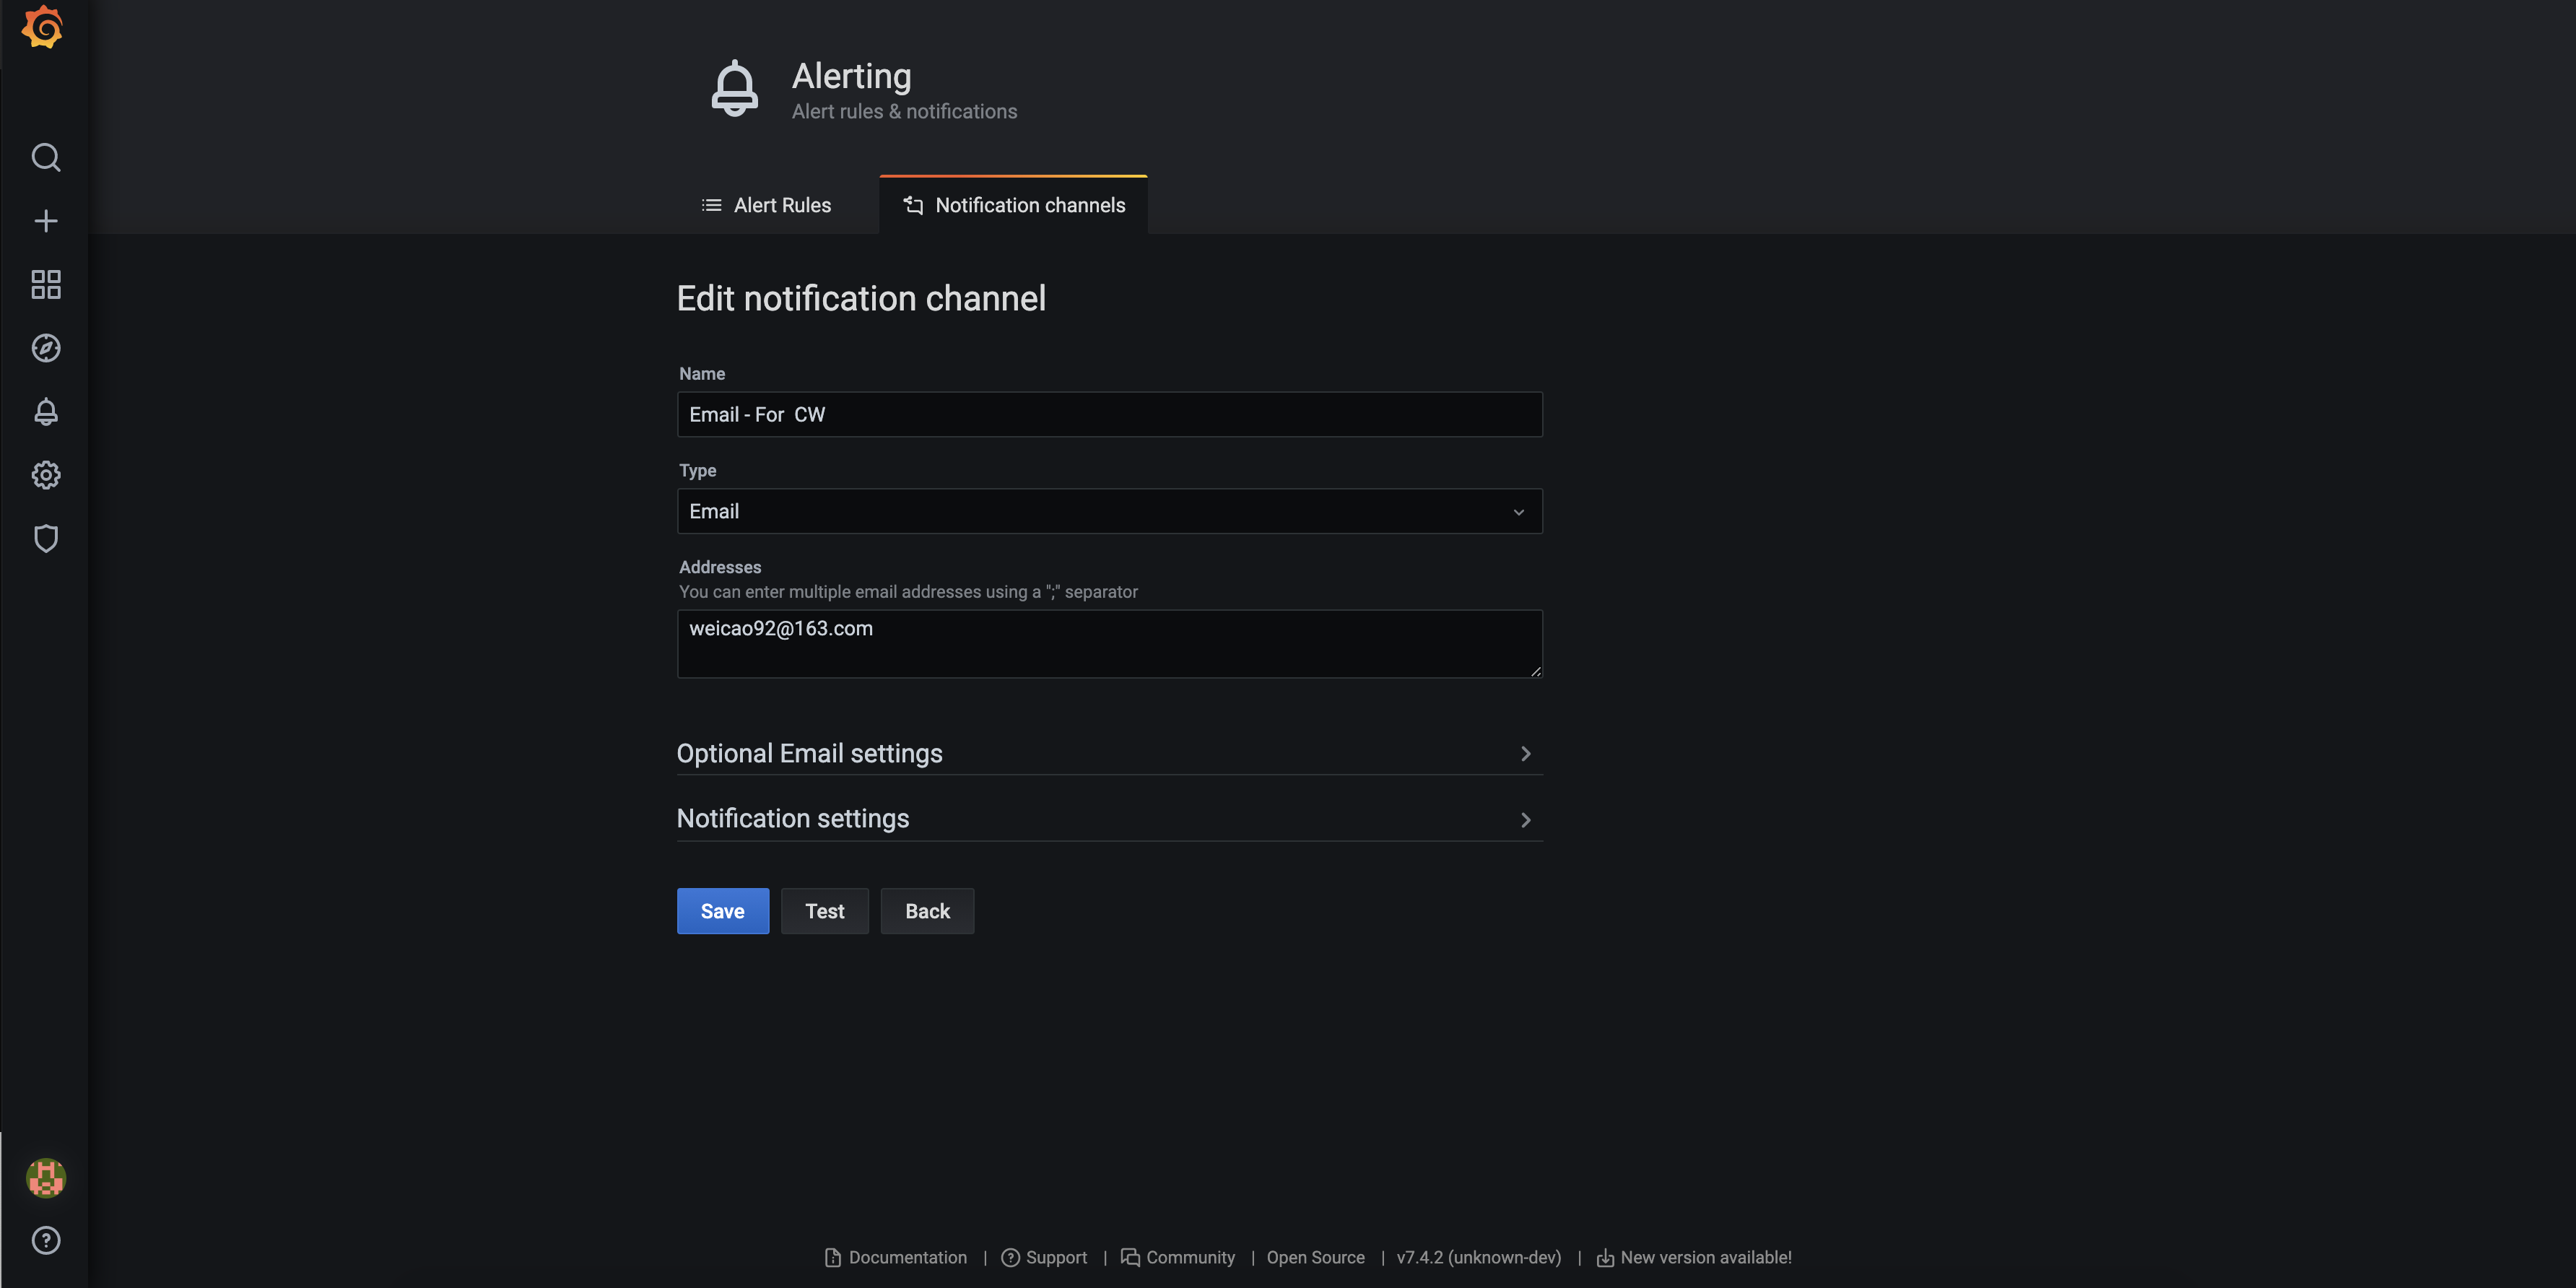 Alerting
Alert rules & notifications
Alert Rules
Notification channels
Edit notification channel
Name
Email - For  CW
Type
Email
Addresses
You can enter multiple email addresses using a ";" separator
weicao92@163.com
Optional Email settings
Notification settings
Save
Test
Back
Documentation | Support | Community | Open Source | v7.4.2 (unknown-dev) | New version available!